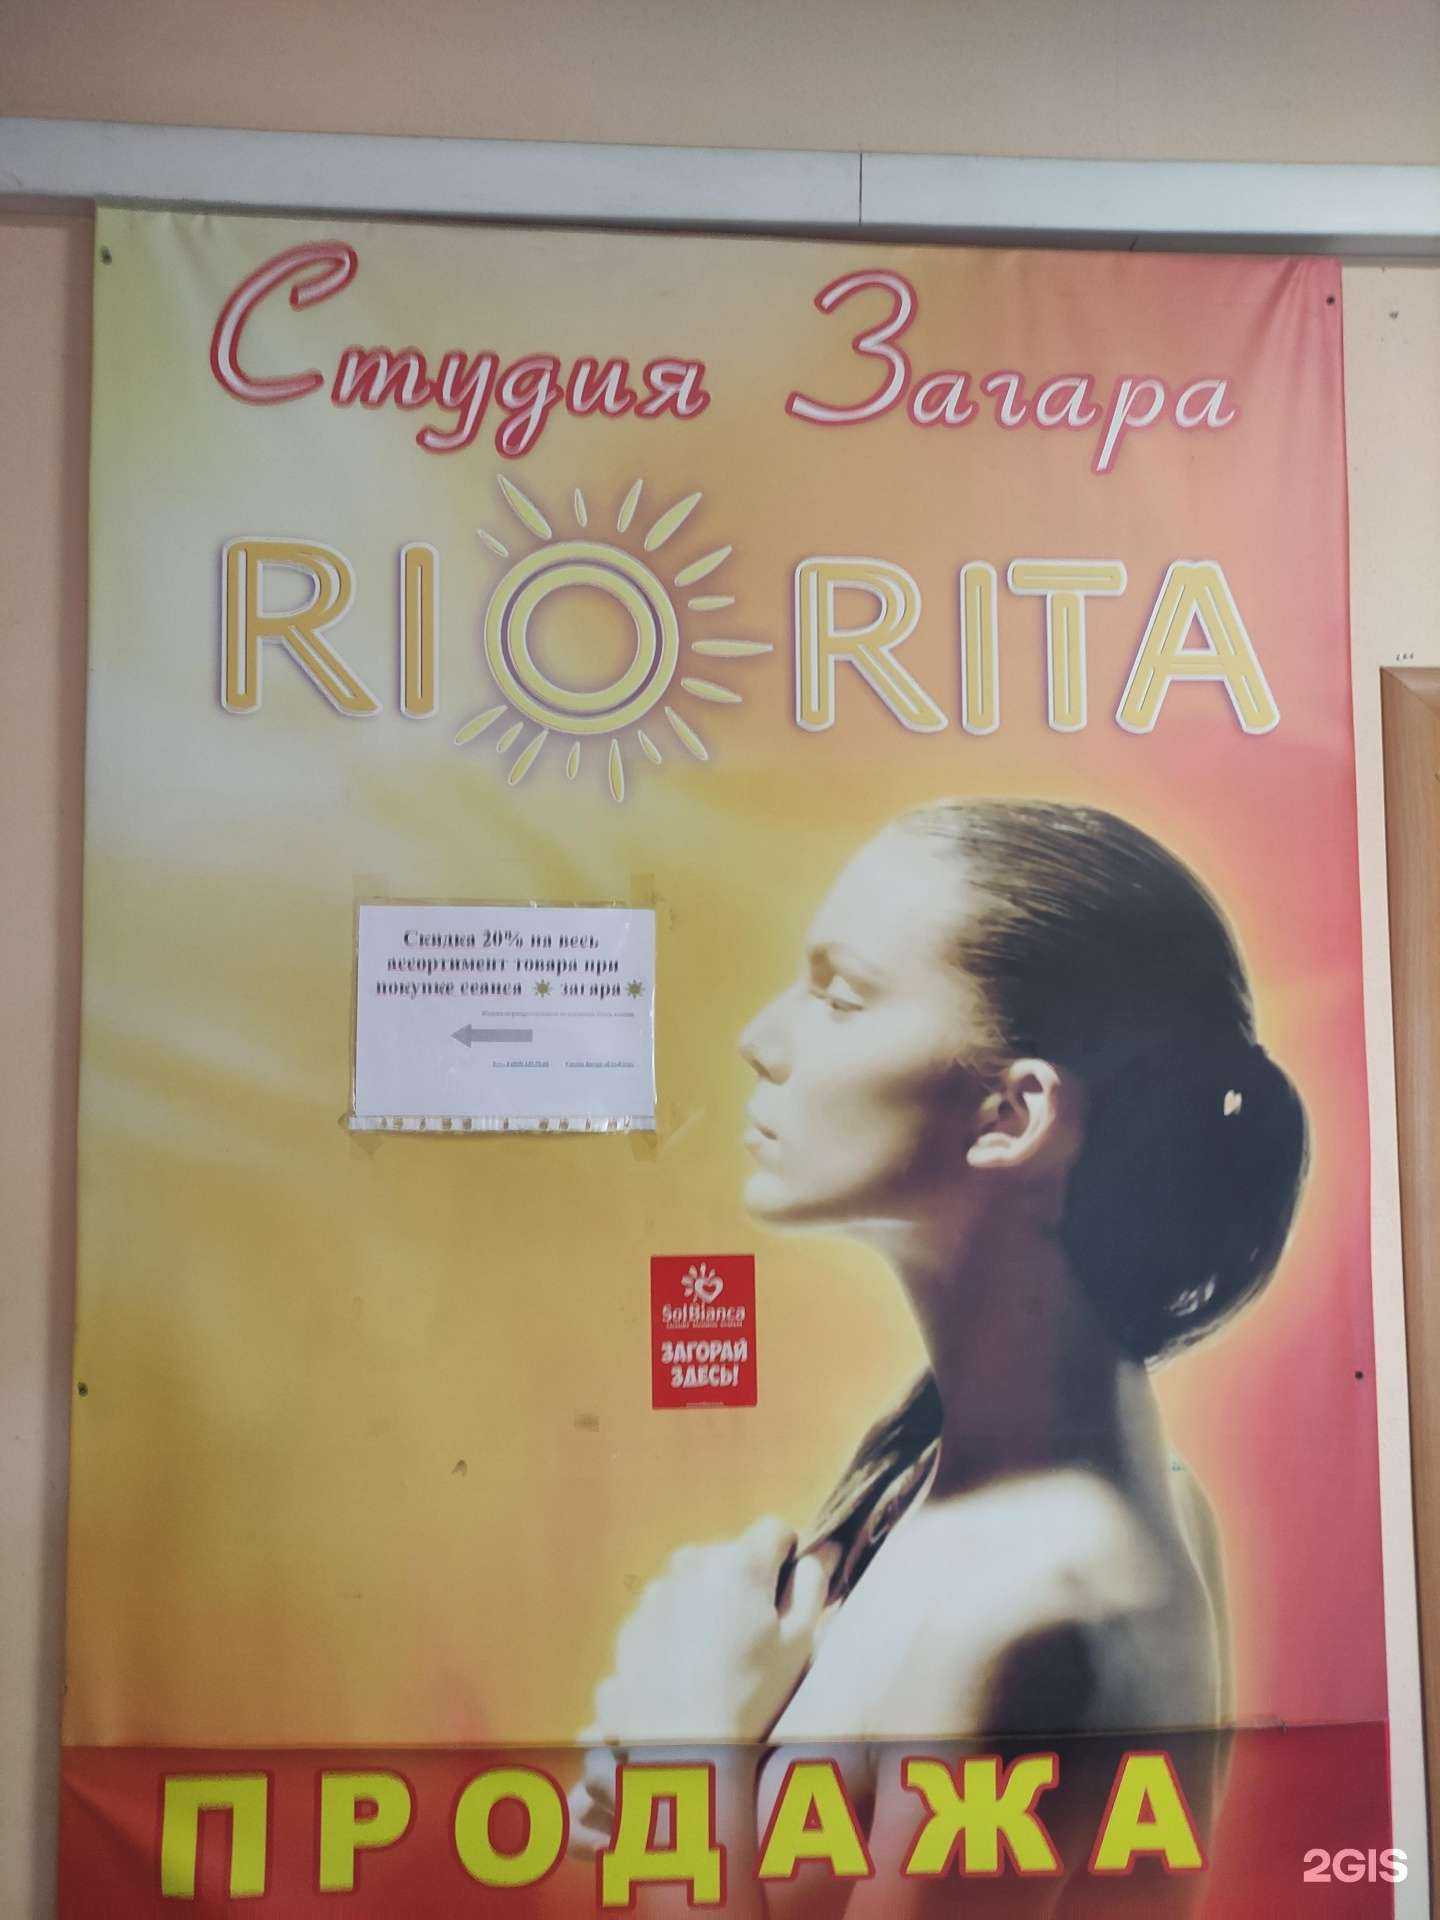 Студия Загара
RIO RITA
Скидка 20% на весь
ассортимент товара при
покупке сеанса загара
SolBianca
ЗАГОРАЙ
ЗДЕСЬ!
ПРОДАЖА
2GIS